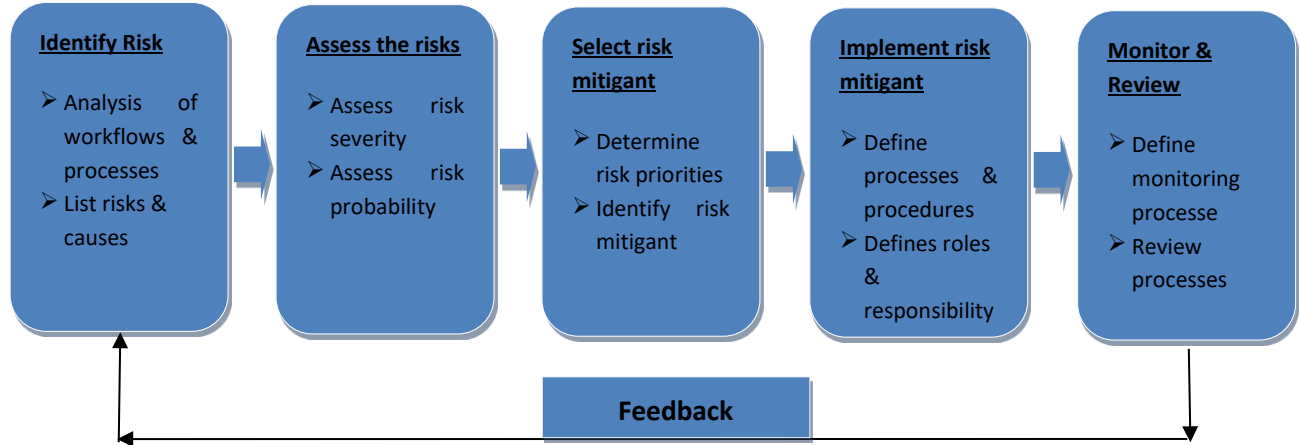 Identify Risk
➢ Analysis of
workflows &
processes
➢ List risks &
causes
Assess the risks
➢ Assess risk
severity
➢ Assess risk
probability
Select risk
mitigant
➢ Determine
risk priorities
➢ Identify risk
mitigant
Implement risk
mitigant
➢ Define
processes &
procedures
➢ Defines roles
&
responsibility
Monitor &
Review
➢ Define
monitoring
processe
➢ Review
processes
Feedback